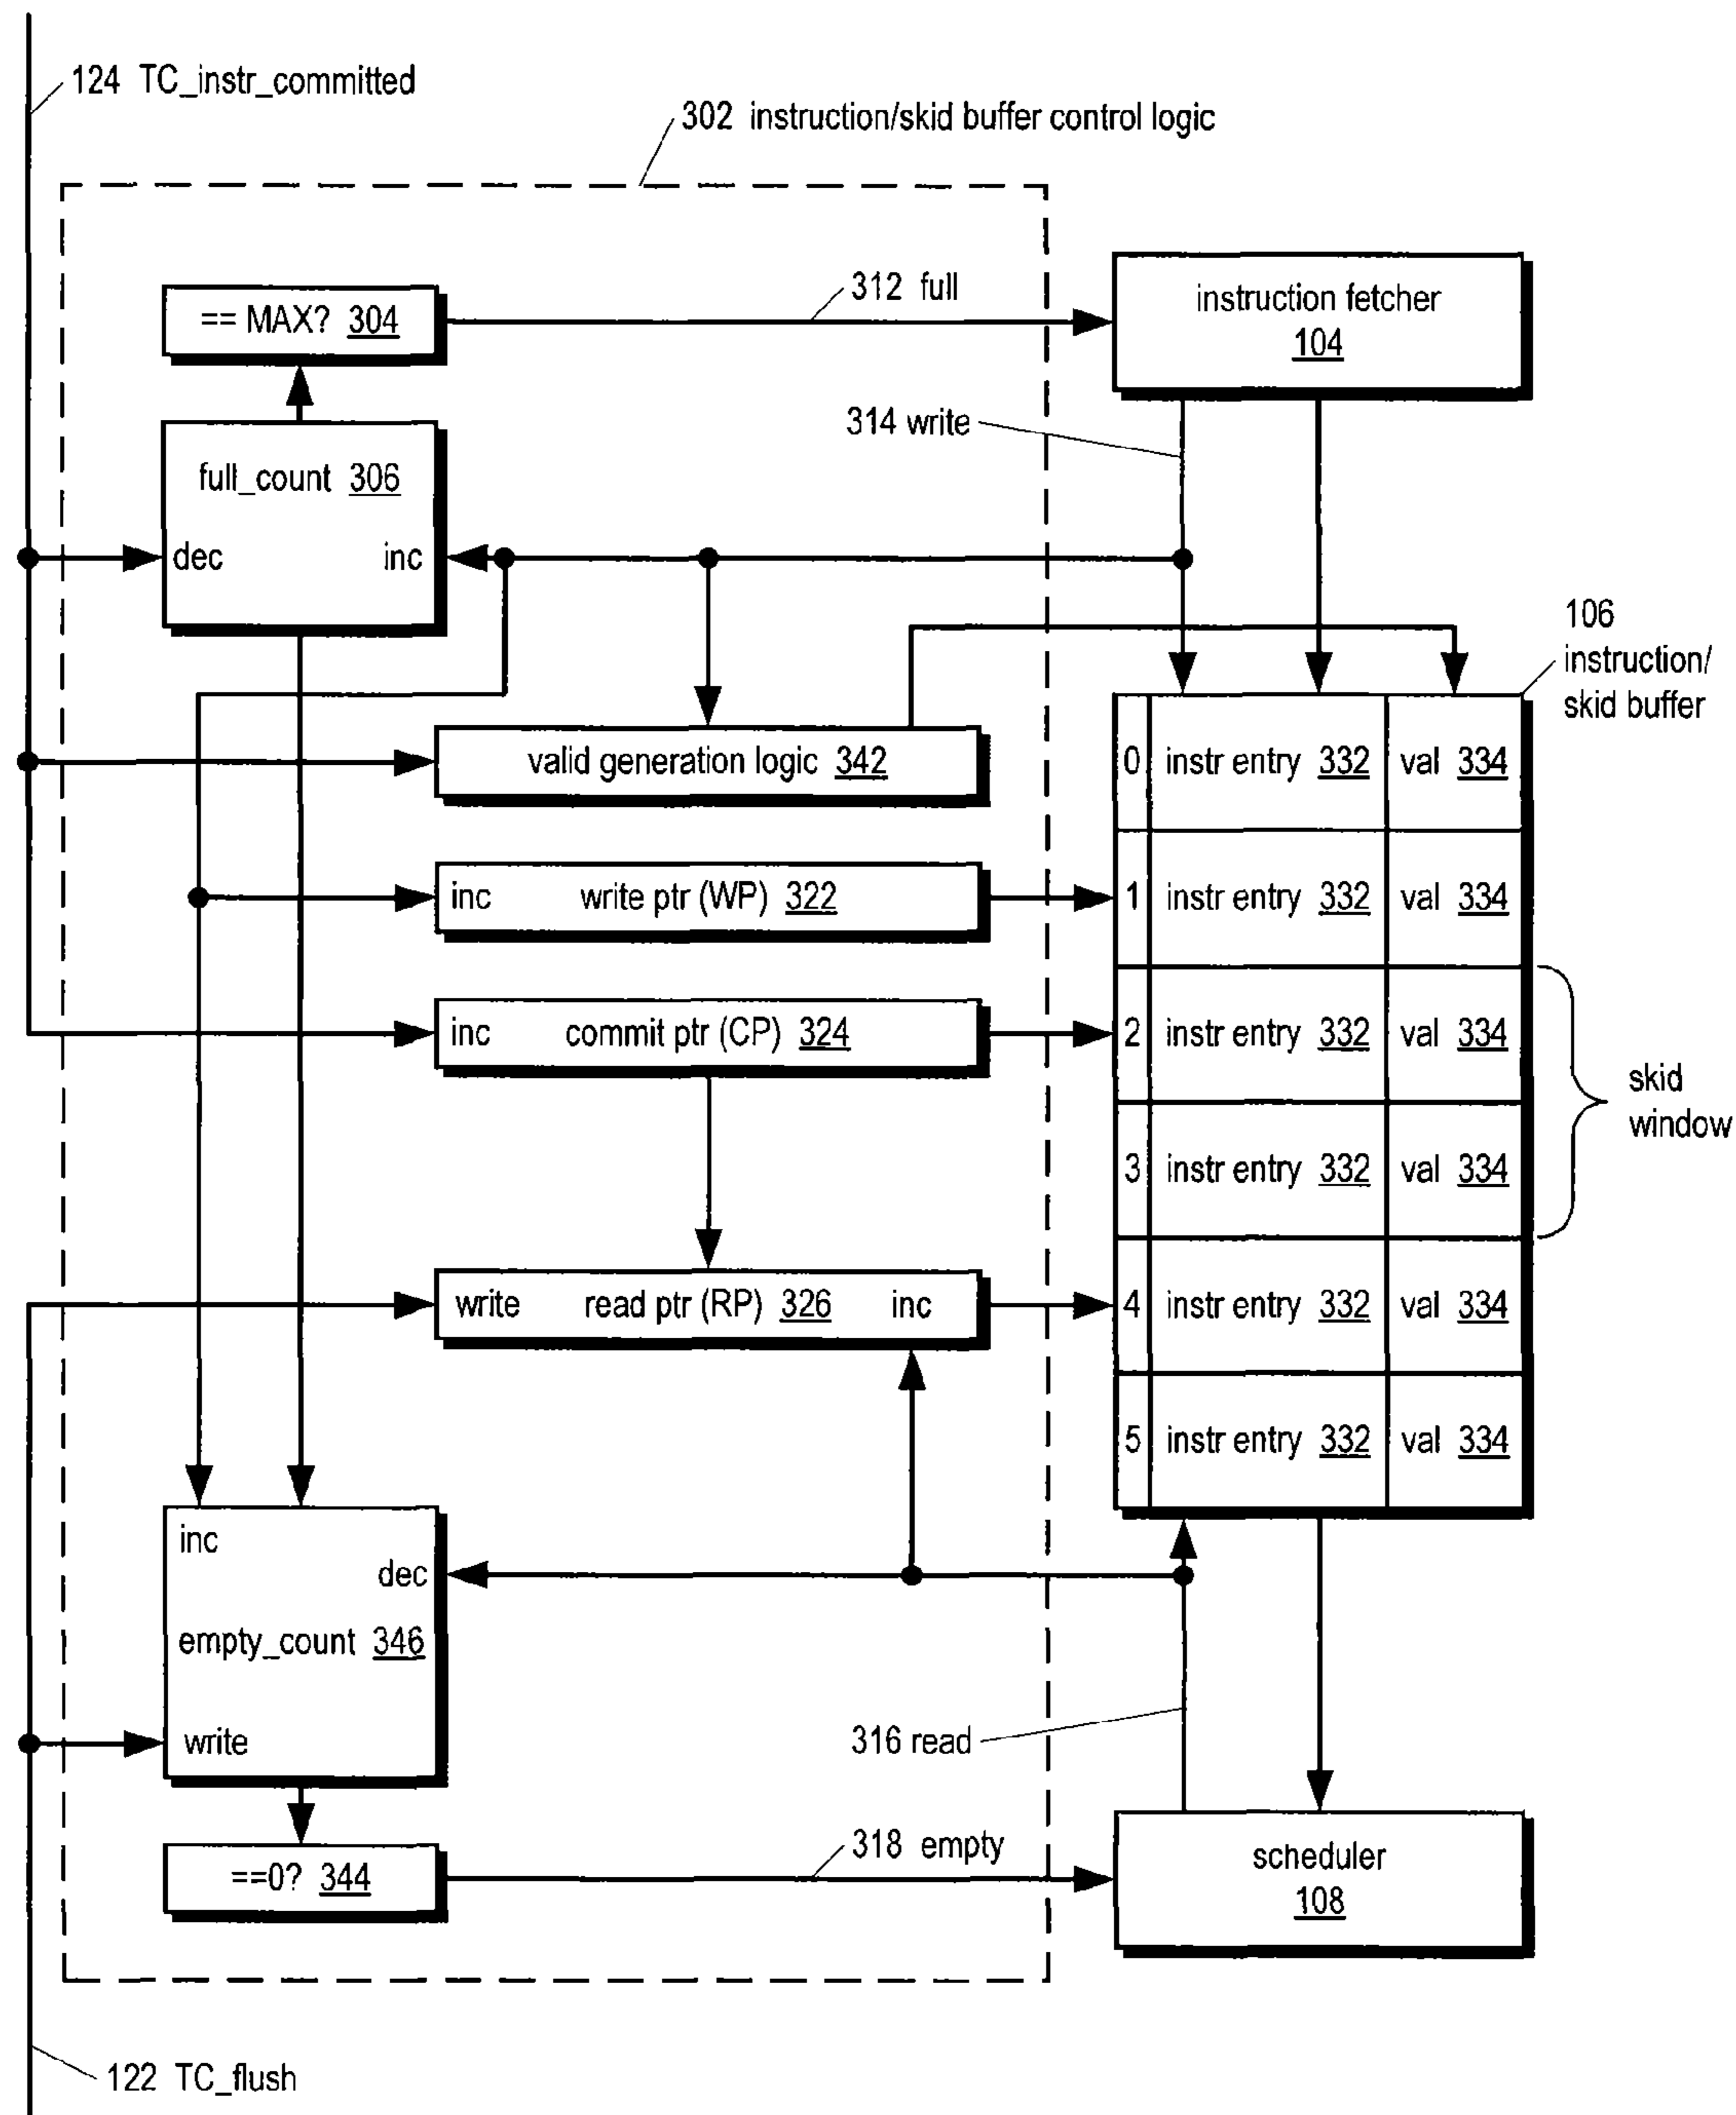 124 TC_instr_committed
302 instruction/skid buffer control logic
== MAX? 304
312 full
instruction fetcher
104
314 write
full_count 306
dec inc
106
instruction/
skid buffer
valid generation logic 342
0 instr entry 332 val 334
inc write ptr (WP) 322
1 instr entry 332 val 334
inc commit ptr (CP) 324
2 instr entry 332 val 334
skid
window
3 instr entry 332 val 334
write read ptr (RP) 326 inc
4 instr entry 332 val 334
5 instr entry 332 val 334
inc
dec
empty_count 346
write
316 read
==0? 344
318 empty
scheduler
108
122 TC_flush